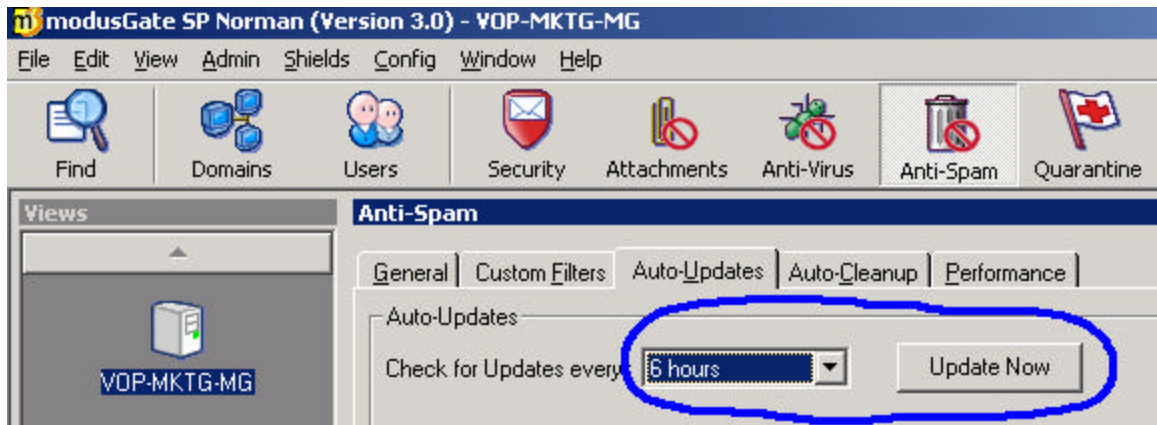 modusGate SP Norman (Version 3.0) - VOP-MKTG-MG
File Edit View Admin Shields Config Window Help
Find Domains Users Security Attachments Anti-Virus Anti-Spam Quarantine
Views
Anti-Spam
General Custom Filters Auto-Updates Auto-Cleanup Performance
Auto-Updates
Check for Updates every 6 hours Update Now
VOP-MKTG-MG